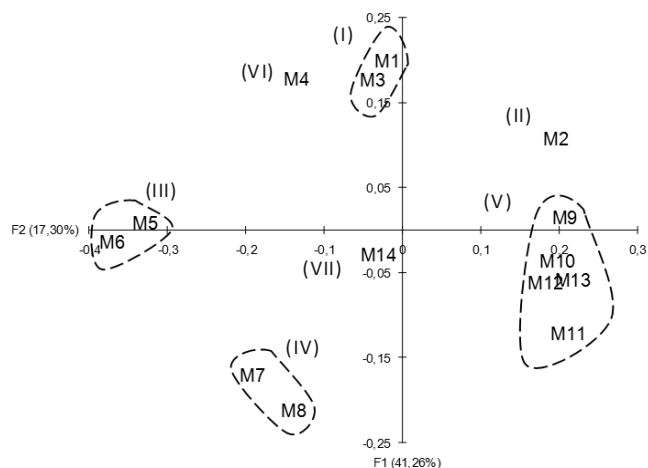 0,25
(I)
M1
(VI)
M4
M3
0,15
(II)
M2
0,05
(III)
(V)
M5
M9
F2 (17,30%)
M6
-0,4
-0,3
-0,2
-0,1
0
0,1
0,2
0,3
M14
M10
(VII)
-0,05
M12
M13
M11
-0,15
(IV)
M7
M8
-0,25
F1 (41,26%)